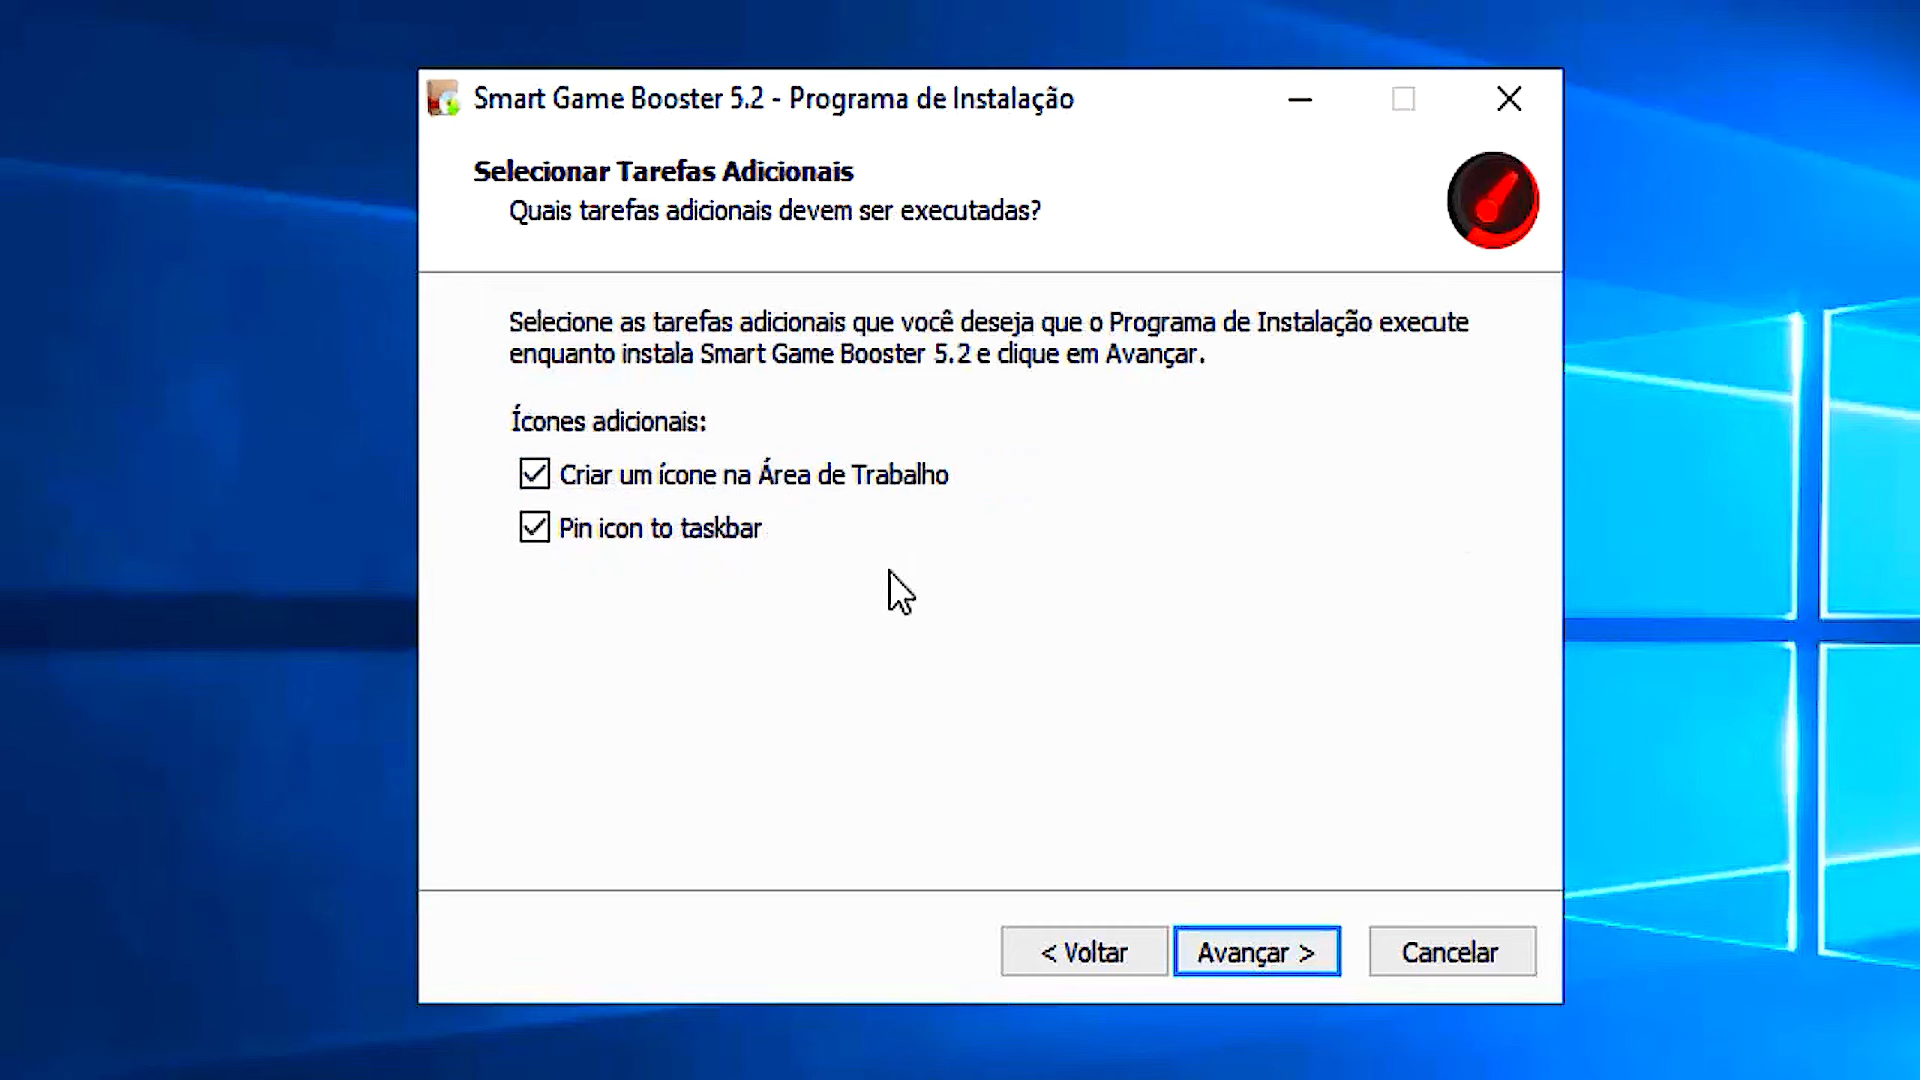 Smart Game Booster 5.2 - Programa de Instalação
Selecionar Tarefas Adicionais
Quais tarefas adicionais devem ser executadas?
Selecione as tarefas adicionais que você deseja que o Programa de Instalação execute
enquanto instala Smart Game Booster 5.2 e clique em Avançar.
Ícones adicionais:
Criar um ícone na Área de Trabalho
Pin icon to taskbar
< Voltar
Avançar >
Cancelar